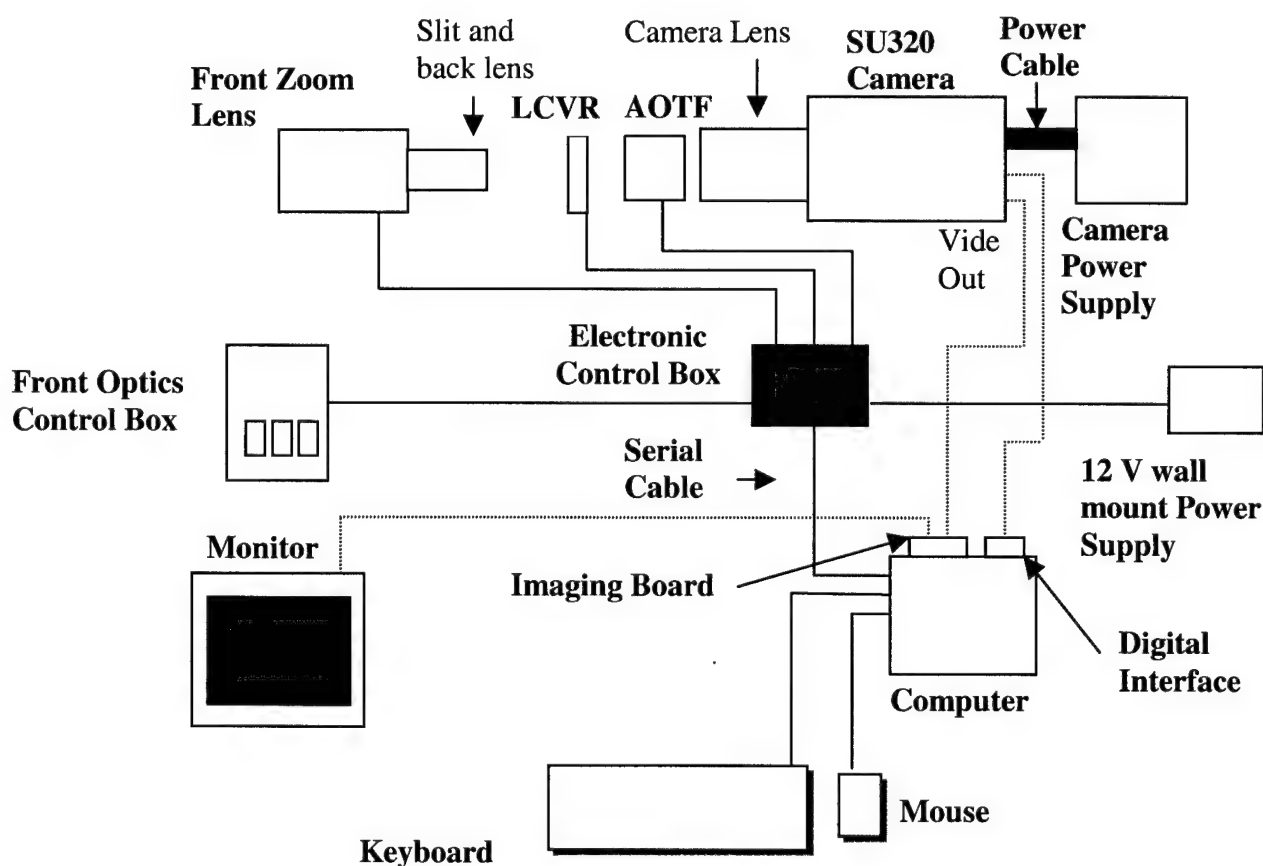 Slit and
back lens
Camera Lens
SU320
Camera
Power
Cable
Front Zoom
Lens
LCVR
AOTF
Vide
Out
Camera
Power
Supply
Electronic
Control Box
Front Optics
Control Box
Serial
Cable
12 V wall
mount Power
Supply
Monitor
Imaging Board
Digital
Interface
Computer
Mouse
Keyboard